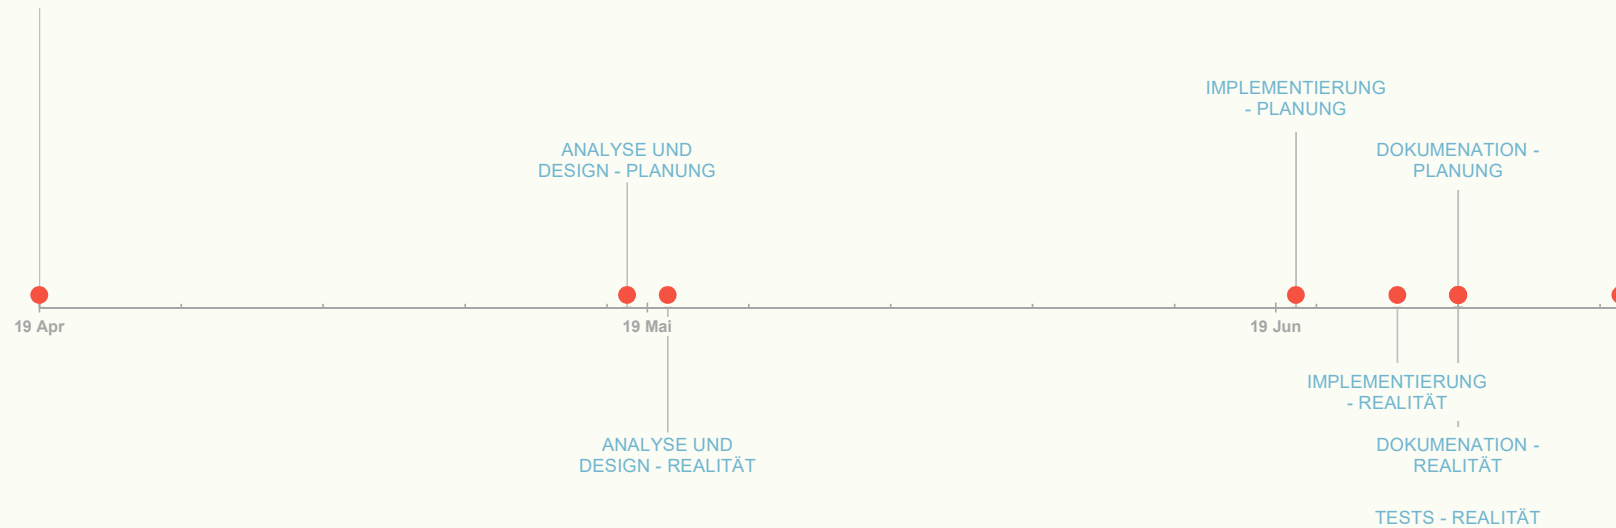 IMPLEMENTIERUNG
- PLANUNG
ANALYSE UND
DESIGN - PLANUNG
DOKUMENATION -
PLANUNG
19 Apr
19 Mai
19 Jun
IMPLEMENTIERUNG
- REALITÄT
ANALYSE UND
DESIGN - REALITÄT
DOKUMENATION -
REALITÄT
TESTS - REALITÄT